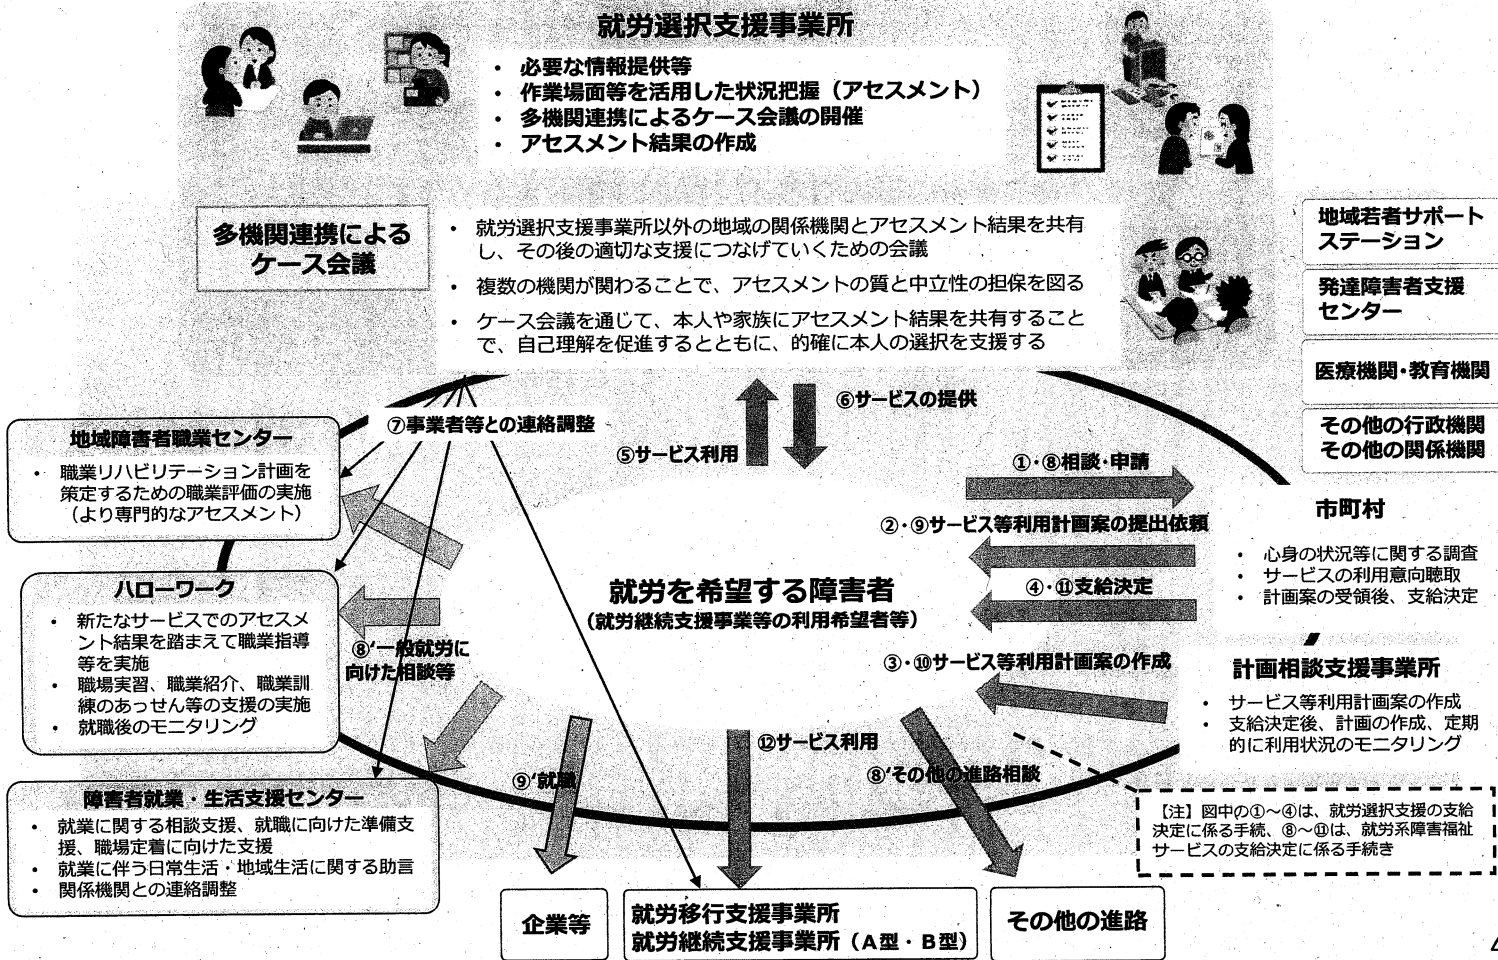 就労選択支援事業所
・ 必要な情報提供等
・ 作業場面等を活用した状況把握（アセスメント）
・ 多機関連携によるケース会議の開催
・ アセスメント結果の作成
多機関連携による
ケース会議
・ 就労選択支援事業所以外の地域の関係機関とアセスメント結果を共有
し、その後の適切な支援につなげていくための会議
・ 複数の機関が関わることで、アセスメントの質と中立性の担保を図る
・ ケース会議を通じて、本人や家族にアセスメント結果を共有すること
で、自己理解を促進するとともに、的確に本人の選択を支援する
地域若者サポート
ステーション
発達障害者支援
センター
医療機関・教育機関
その他の行政機関
その他の関係機関
⑦事業者等との連絡調整
⑤サービス利用
⑥サービスの提供
地域障害者職業センター
・ 職業リハビリテーション計画を
策定するための職業評価の実施
（より専門的なアセスメント）
①・⑧相談・申請
②・⑨サービス等利用計画案の提出依頼
④・⑪支給決定
③・⑩サービス等利用計画案の作成
市町村
・ 心身の状況等に関する調査
・ サービスの利用意向聴取
・ 計画案の受領後、支給決定
就労を希望する障害者
（就労継続支援事業等の利用希望者等）
ハローワーク
・ 新たなサービスでのアセスメ
ント結果を踏まえて職業指導
等を実施
・ 職場実習、職業紹介、職業訓
練のあっせん等の支援の実施
・ 就職後のモニタリング
⑧’一般就労に
向けた相談等
計画相談支援事業所
・ サービス等利用計画案の作成
・ 支給決定後、計画の作成、定期
的に利用状況のモニタリング
⑨’就職
⑫サービス利用
⑧’その他の進路相談
障害者就業・生活支援センター
・ 就業に関する相談支援、就職に向けた準備支
援、職場定着に向けた支援
・ 就業に伴う日常生活・地域生活に関する助言
・ 関係機関との連絡調整
【注】図中の①～④は、就労選択支援の支給
決定に係る手続、⑧～⑪は、就労系障害福祉
サービスの支給決定に係る手続き
企業等
就労移行支援事業所
就労継続支援事業所（A型・B型）
その他の進路